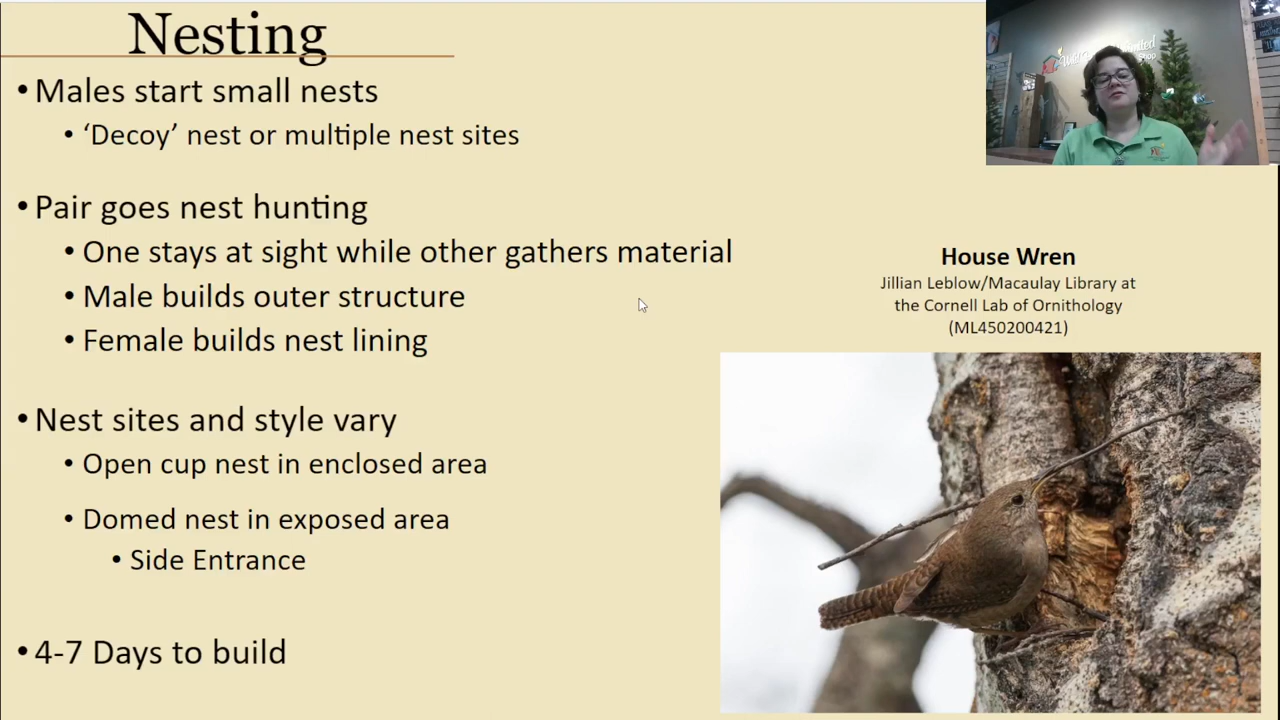 Nesting
• Males start small nests
• ‘Decoy’ nest or multiple nest sites
• Pair goes nest hunting
• One stays at sight while other gathers material
• Male builds outer structure
• Female builds nest lining
• Nest sites and style vary
• Open cup nest in enclosed area
• Domed nest in exposed area
• Side Entrance
• 4-7 Days to build
House Wren
Jillian Leblow/Macaulay Library at
the Cornell Lab of Ornithology
(ML450200421)